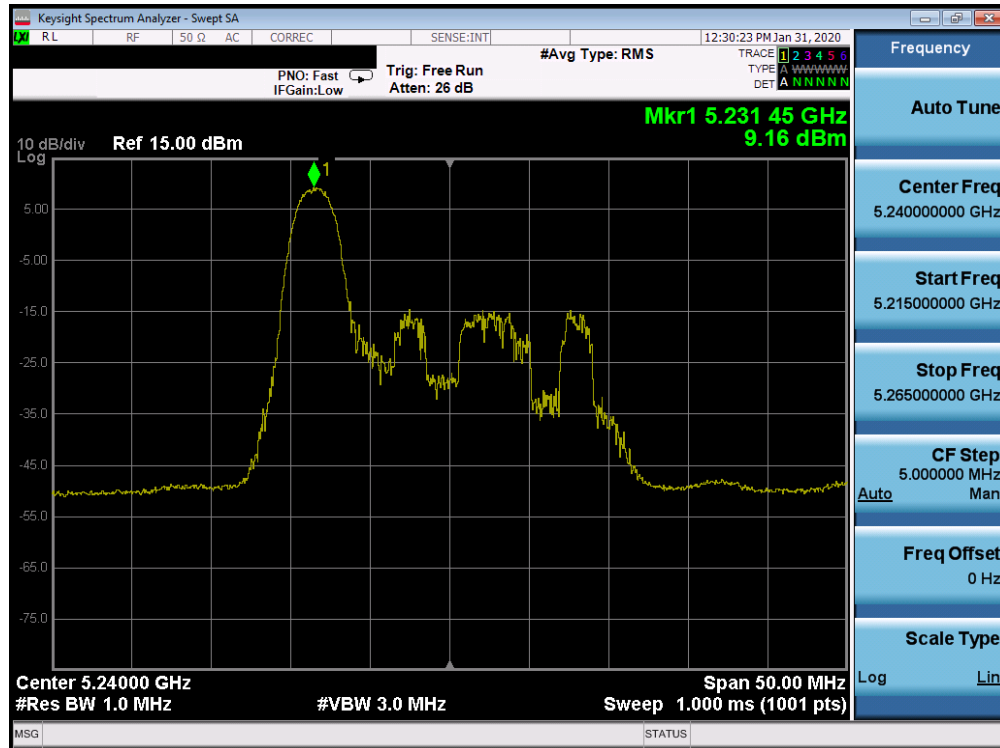 Keysight Spectrum Analyzer - Swept SA
LXI RL RF 50 Ω AC CORREC SENSE:INT 12:30:23 PM Jan 31, 2020
#Avg Type: RMS TRACE 1 2 3 4 5 6
PNO: Fast Trig: Free Run TYPE A WWWWW
IFGain:Low Atten: 26 dB DET A N N N N N
Mkr1 5.231 45 GHz
9.16 dBm
10 dB/div Ref 15.00 dBm
Log
1
5.00
-5.00
-15.0
-25.0
-35.0
-45.0
-55.0
-65.0
-75.0
Center 5.24000 GHz Span 50.00 MHz
#Res BW 1.0 MHz #VBW 3.0 MHz Sweep 1.000 ms (1001 pts)
MSG STATUS
Frequency
Auto Tune
Center Freq
5.240000000 GHz
Start Freq
5.215000000 GHz
Stop Freq
5.265000000 GHz
CF Step
5.000000 MHz
Auto Man
Freq Offset
0 Hz
Scale Type
Log Lin